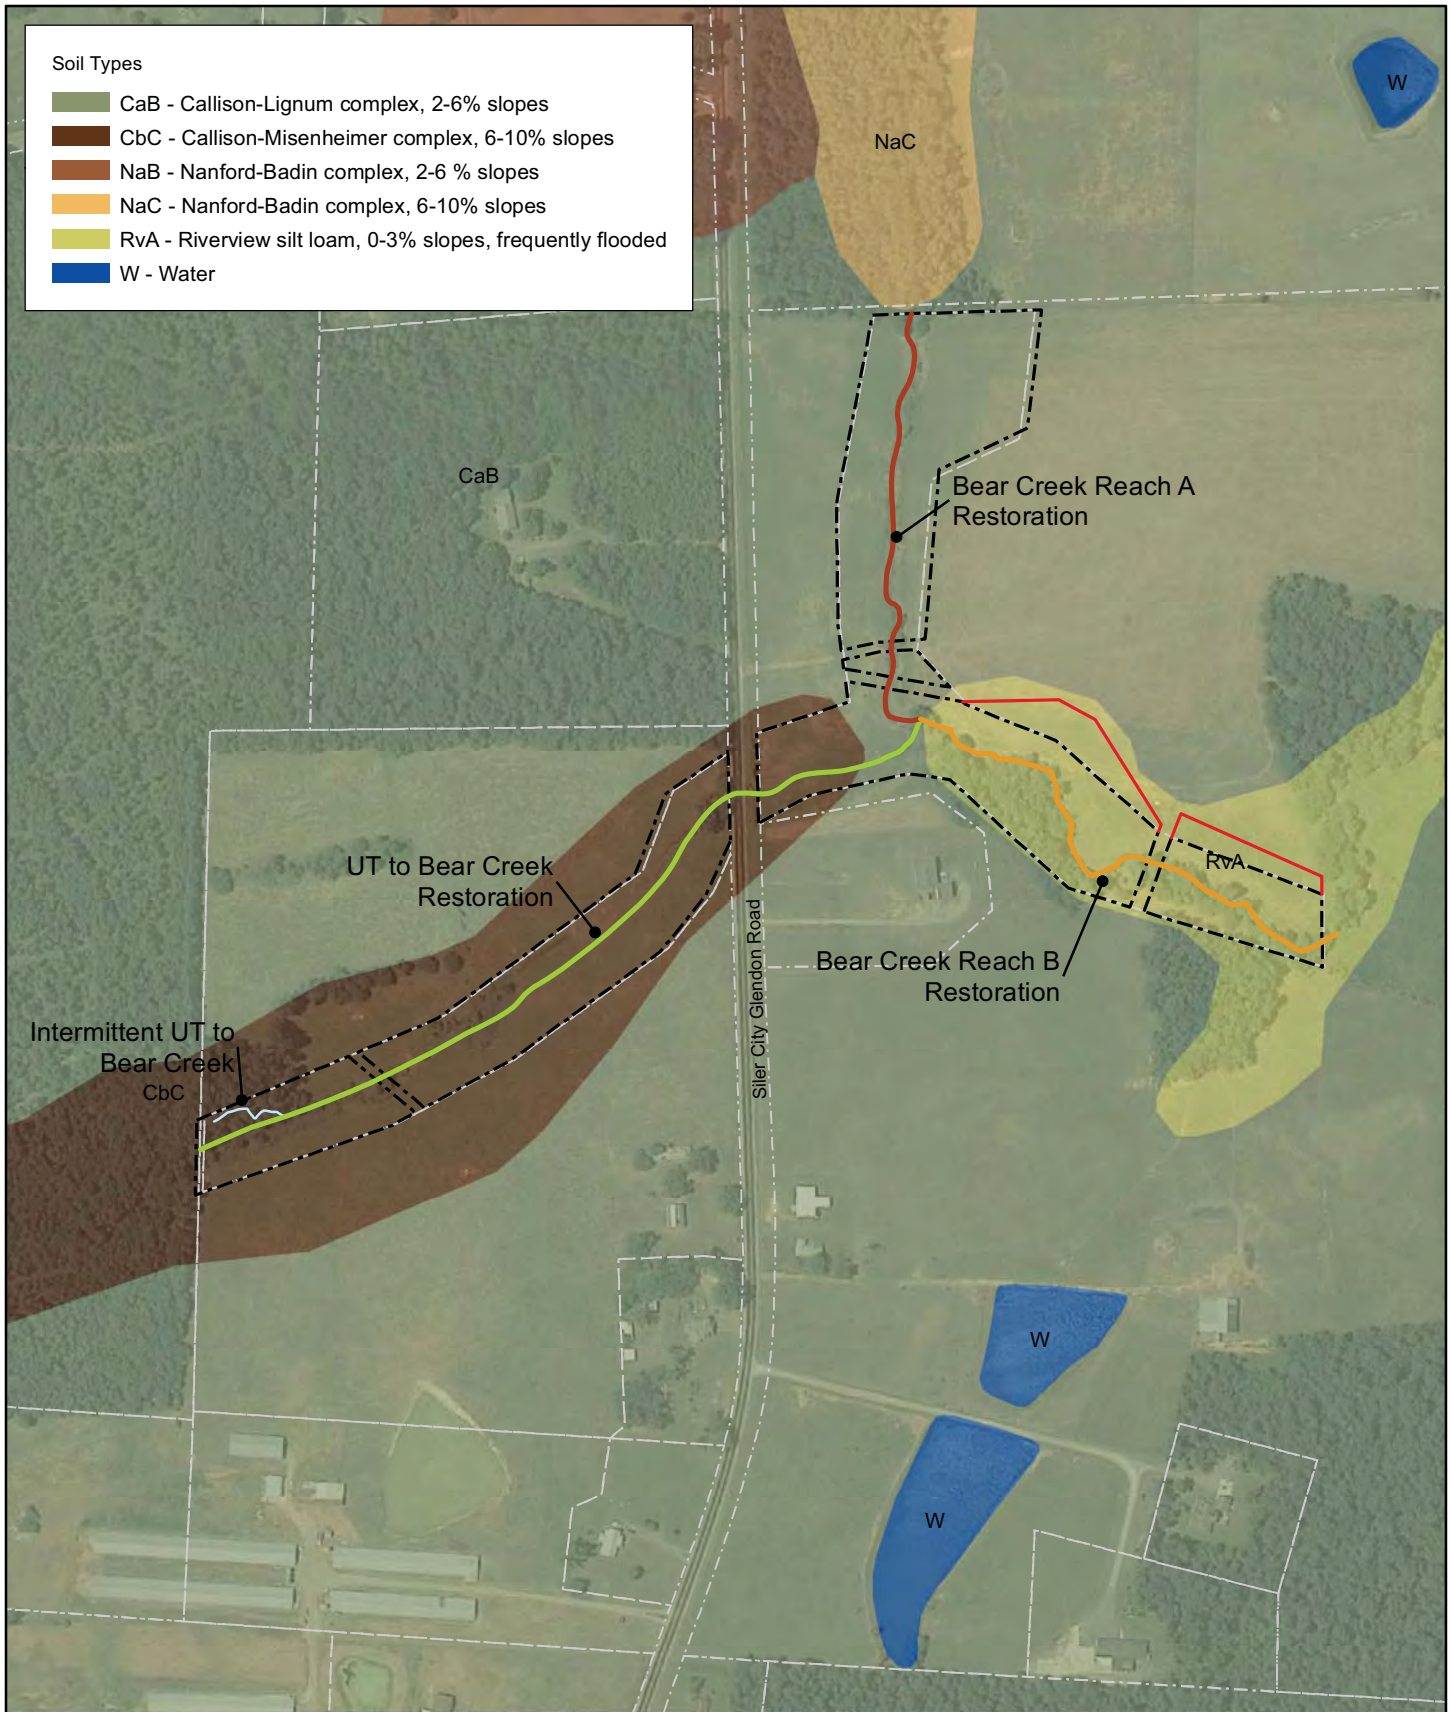 Soil Types
CaB - Callison-Lignum complex, 2-6% slopes
CbC - Callison-Misenheimer complex, 6-10% slopes
NaB - Nanford-Badin complex, 2-6 % slopes
NaC - Nanford-Badin complex, 6-10% slopes
RvA - Riverview silt loam, 0-3% slopes, frequently flooded
W - Water
W
NaC
CaB
Bear Creek Reach A
Restoration
UT to Bear Creek
Restoration
RvA
Bear Creek Reach B
Restoration
Siler City Glendon Road
Intermittent UT to
Bear Creek
CbC
W
W